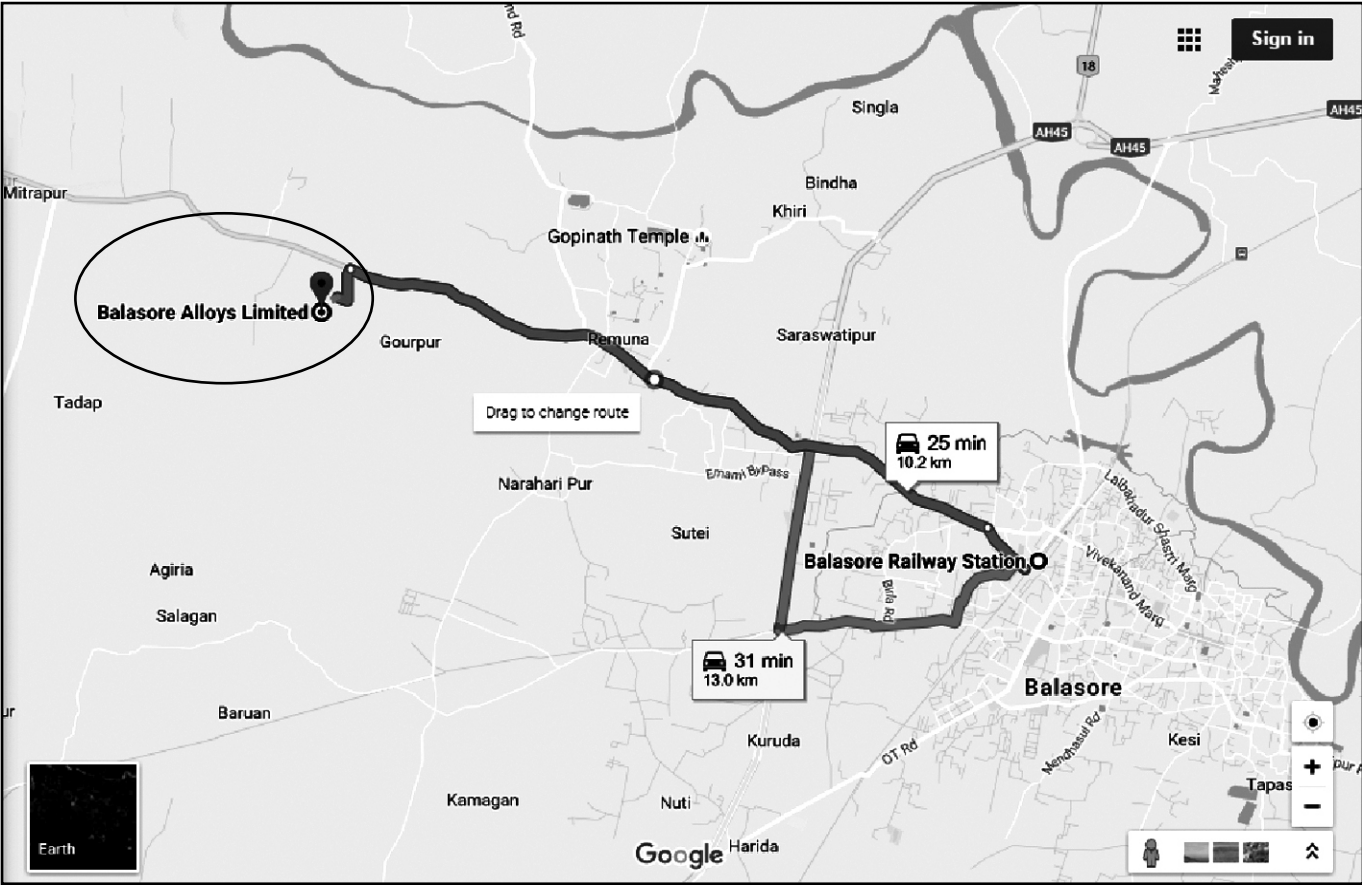 nd Rd
Sign in
18
Mahesh
AH45
Singla
AH45
AH45
Mitrapur
Bindha
Khiri
Gopinath Temple
Balasore Alloys Limited
Gourpur
Remuna
Saraswatipur
Tadap
Drag to change route
25 min
10.2 km
Emami ByPass
Narahari Pur
Lalbahadur Shastri Marg
Sutei
Balasore Railway Station
Vivekanand Marg
Agiria
Salagan
31 min
13.0 km
Balasore
Baruan
Kuruda
OT Rd
Kesi
Tapas
Kamagan
Nuti
Harida
Earth
Google